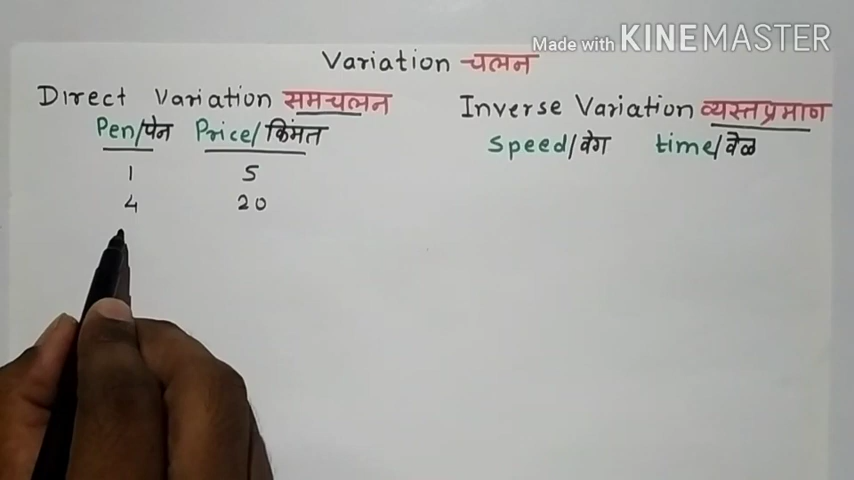 Made with KINEMASTER
Variation चलन
Direct Variation समचलन
Pen/पेन Price/किंमत
1 5
4 20
Inverse Variation व्यस्तप्रमाण
speed/वेग time/वेळ